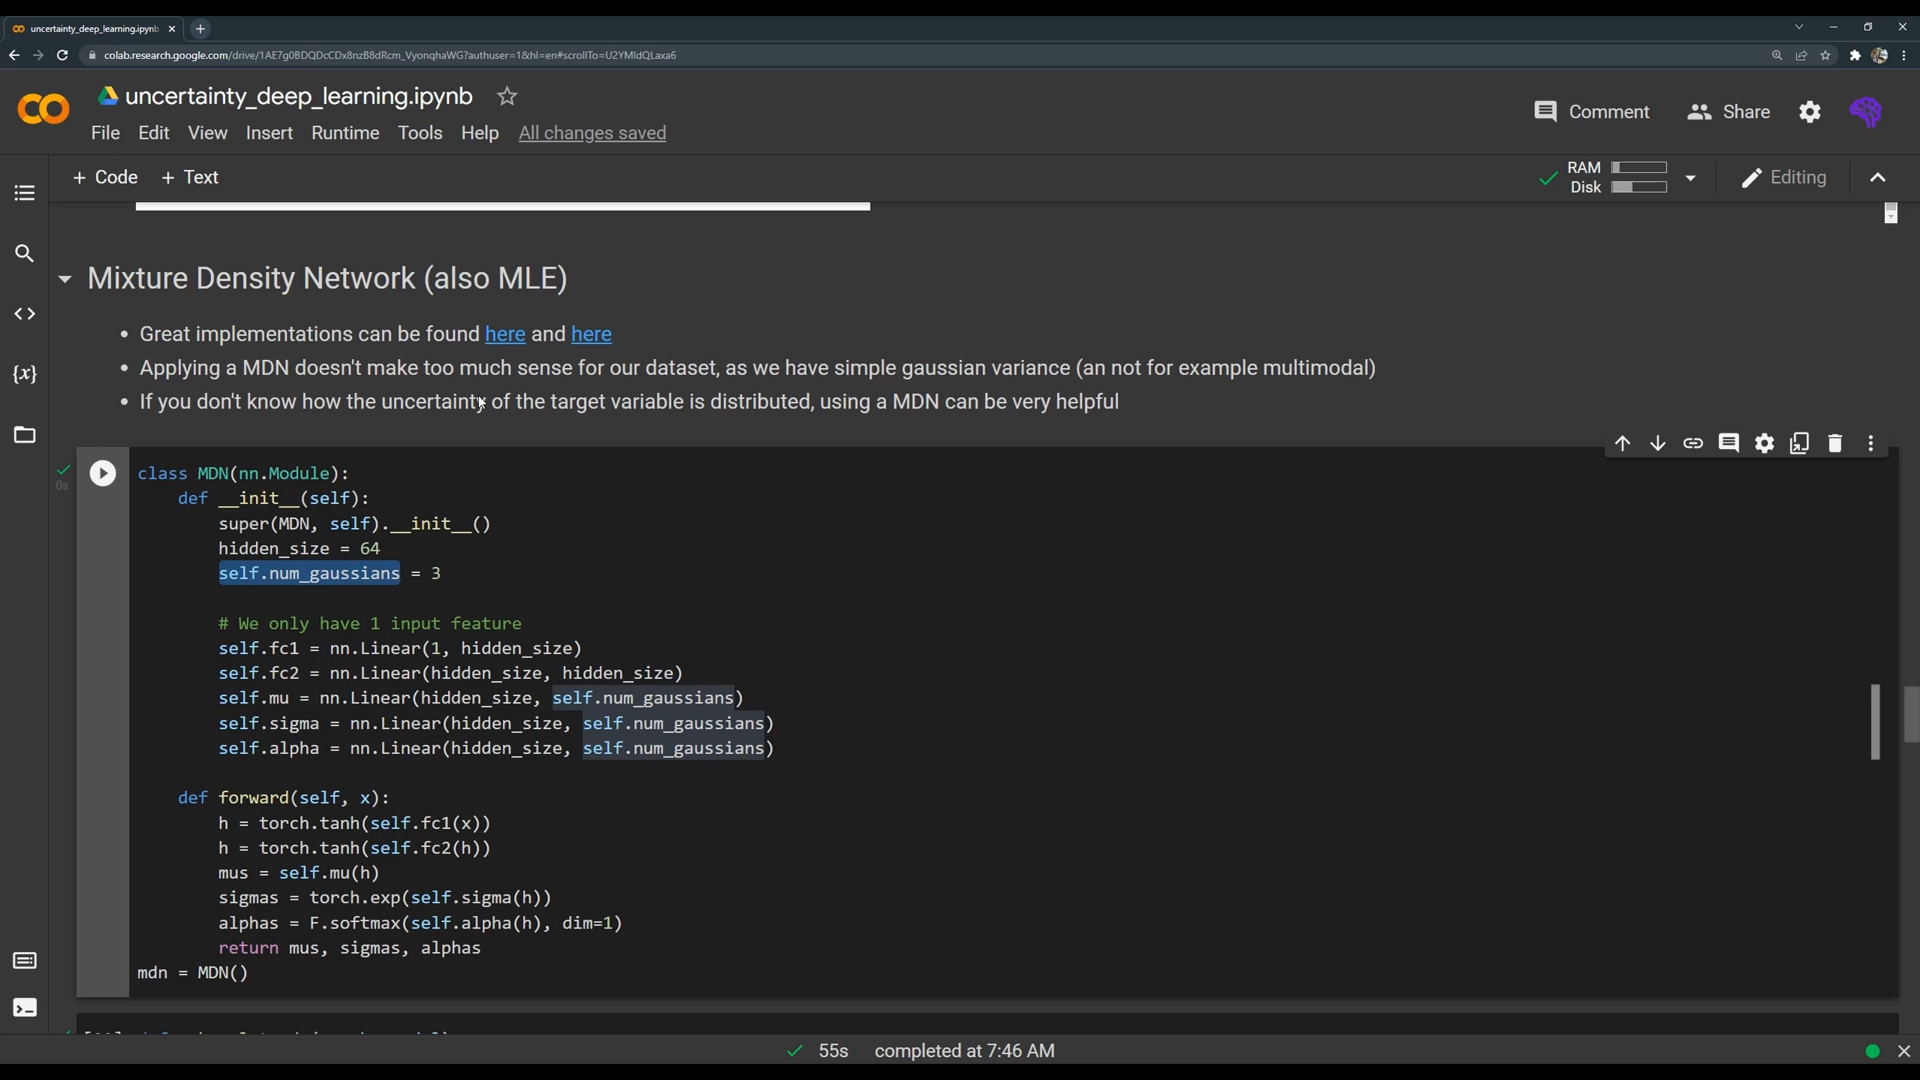 uncertainty_deep_learning.ipynb
colab.research.google.com/drive/1AE7g0BDQDcCDx8nzB8dRcm_VyonqhaWG?authuser=1&hl=en#scrollTo=U2YMldQLaxa6
uncertainty_deep_learning.ipynb
Comment Share
File Edit View Insert Runtime Tools Help All changes saved
+ Code + Text
RAM
Disk
Editing
Mixture Density Network (also MLE)
• Great implementations can be found here and here
• Applying a MDN doesn't make too much sense for our dataset, as we have simple gaussian variance (an not for example multimodal)
• If you don't know how the uncertainty of the target variable is distributed, using a MDN can be very helpful
0s
class MDN(nn.Module):
    def __init__(self):
        super(MDN, self).__init__()
        hidden_size = 64
        self.num_gaussians = 3
        # We only have 1 input feature
        self.fc1 = nn.Linear(1, hidden_size)
        self.fc2 = nn.Linear(hidden_size, hidden_size)
        self.mu = nn.Linear(hidden_size, self.num_gaussians)
        self.sigma = nn.Linear(hidden_size, self.num_gaussians)
        self.alpha = nn.Linear(hidden_size, self.num_gaussians)
    def forward(self, x):
        h = torch.tanh(self.fc1(x))
        h = torch.tanh(self.fc2(h))
        mus = self.mu(h)
        sigmas = torch.exp(self.sigma(h))
        alphas = F.softmax(self.alpha(h), dim=1)
        return mus, sigmas, alphas
mdn = MDN()
55s completed at 7:46 AM